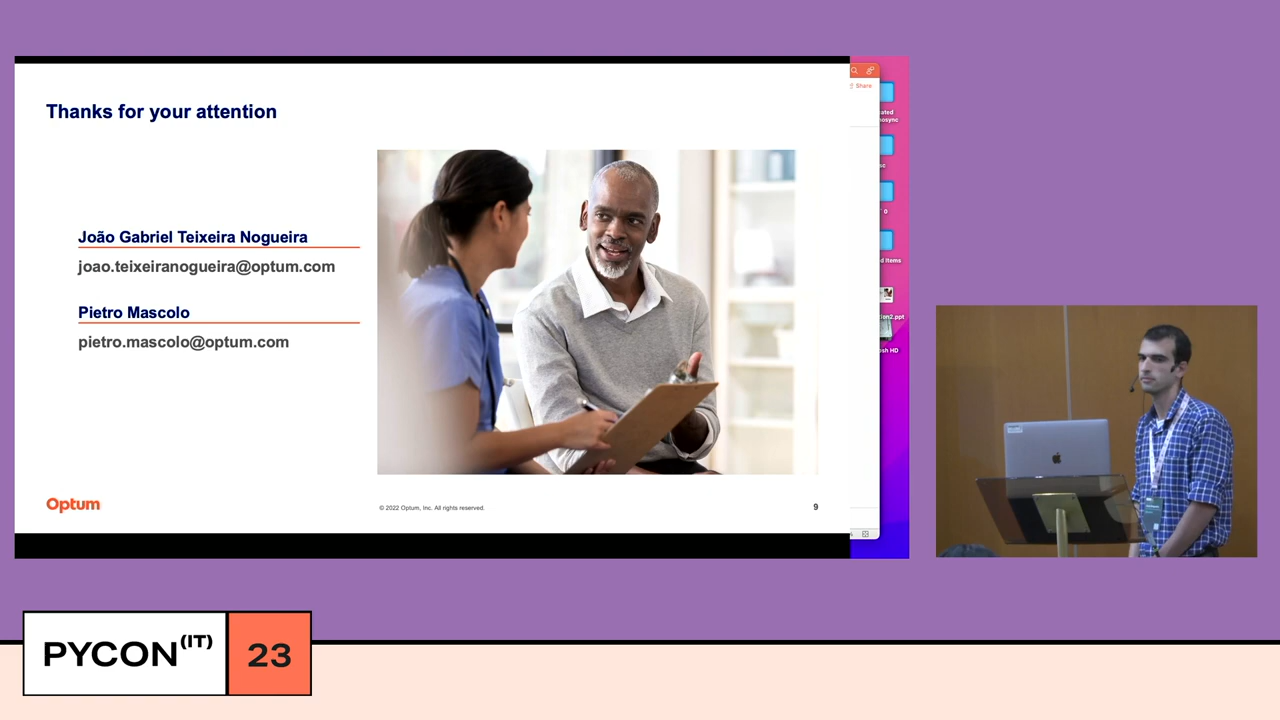 Thanks for your attention
João Gabriel Teixeira Nogueira
joao.teixeiranogueira@optum.com
Pietro Mascolo
pietro.mascolo@optum.com
Optum
© 2022 Optum, Inc. All rights reserved.
9
Share
PYCON(IT)
23